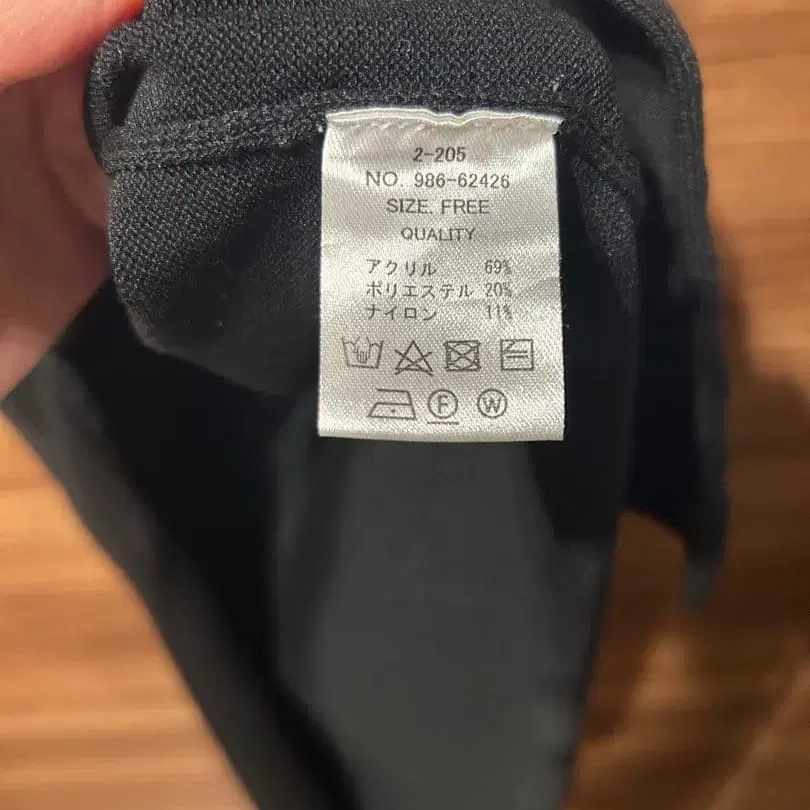 2-205
NO. 986-62426
SIZE. FREE
QUALITY
アクリル 69%
ポリエステル 20%
ナイロン 11%
F W